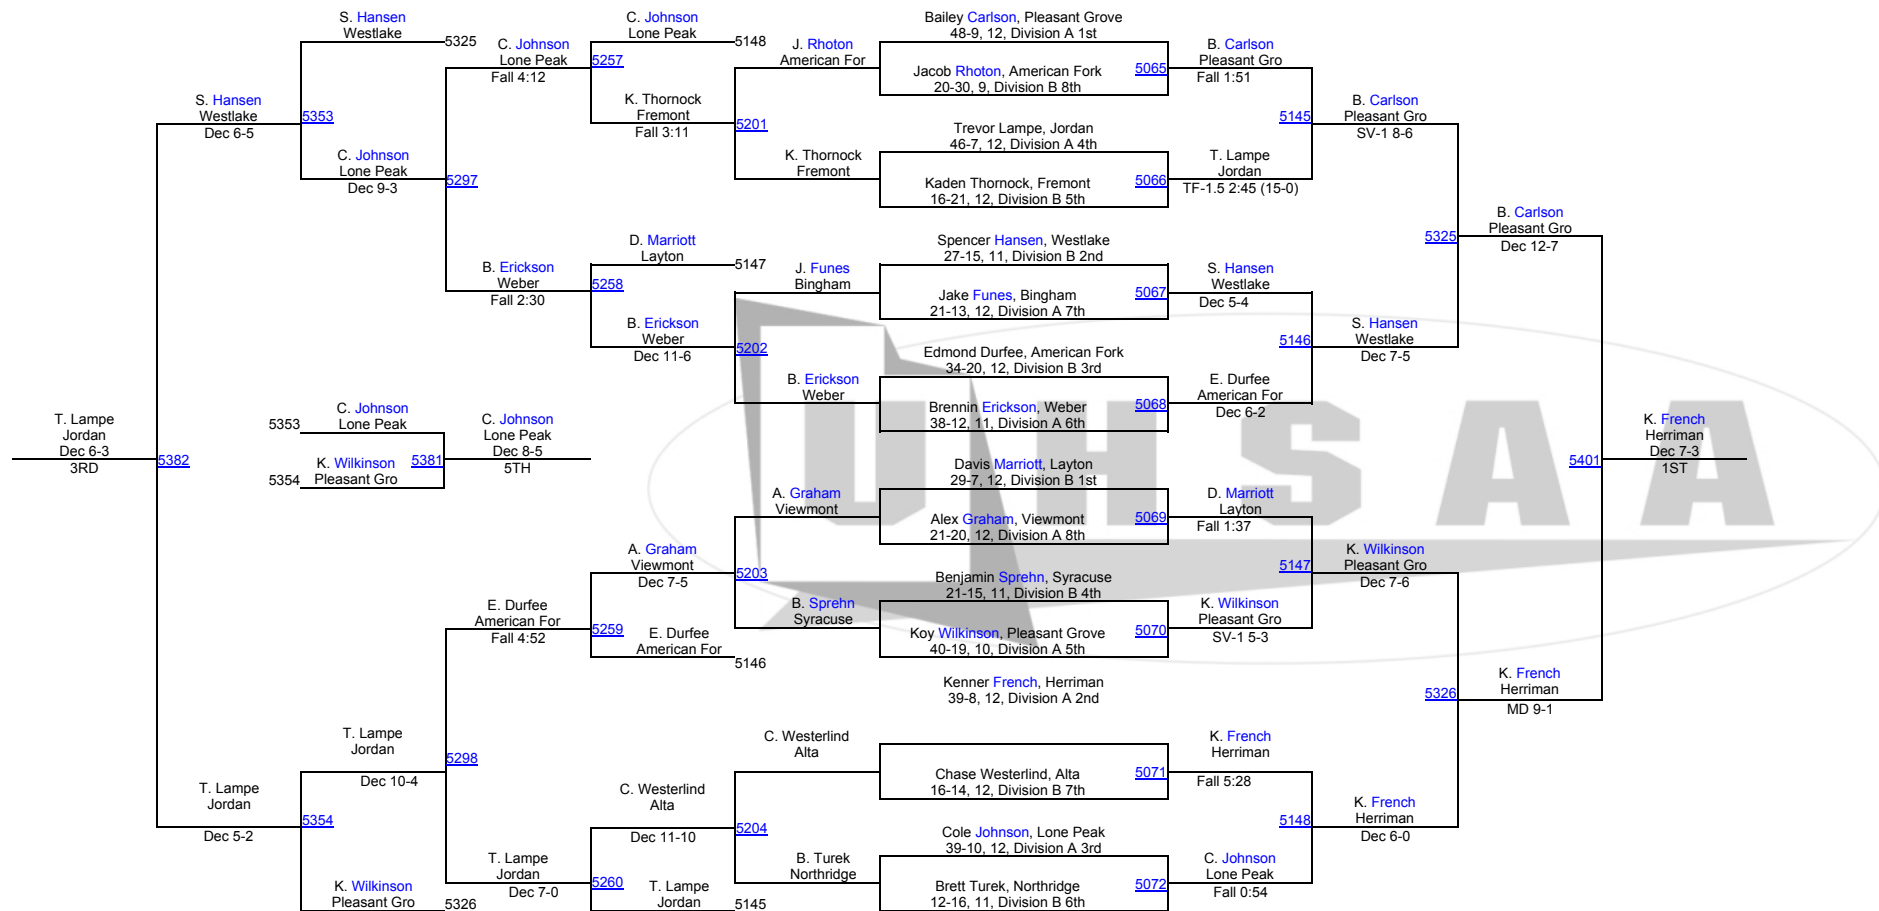 S. Hansen
Westlake
5325
C. Johnson
Lone Peak
5148
C. Johnson
Lone Peak
Fall 4:12
5257
J. Rhoton
American For
Bailey Carlson, Pleasant Grove
48-9, 12, Division A 1st
Jacob Rhoton, American Fork
20-30, 9, Division B 8th
5065
B. Carlson
Pleasant Gro
Fall 1:51
S. Hansen
Westlake
Dec 6-5
5353
K. Thornock
Fremont
Fall 3:11
5201
Trevor Lampe, Jordan
46-7, 12, Division A 4th
5145
B. Carlson
Pleasant Gro
SV-1 8-6
C. Johnson
Lone Peak
Dec 9-3
5297
K. Thornock
Fremont
Kaden Thornock, Fremont
16-21, 12, Division B 5th
5066
T. Lampe
Jordan
TF-1.5 2:45 (15-0)
D. Marriott
Layton
5147
Spencer Hansen, Westlake
27-15, 11, Division B 2nd
5325
B. Carlson
Pleasant Gro
Dec 12-7
B. Erickson
Weber
Fall 2:30
5258
J. Funes
Bingham
Jake Funes, Bingham
21-13, 12, Division A 7th
5067
S. Hansen
Westlake
Dec 5-4
B. Erickson
Weber
Dec 11-6
5202
Edmond Durfee, American Fork
34-20, 12, Division B 3rd
5146
S. Hansen
Westlake
Dec 7-5
B. Erickson
Weber
Brennin Erickson, Weber
38-12, 11, Division A 6th
5068
E. Durfee
American For
Dec 6-2
T. Lampe
Jordan
Dec 6-3
3RD
5382
5353
C. Johnson
Lone Peak
5354
K. Wilkinson
Pleasant Gro
5381
C. Johnson
Lone Peak
Dec 8-5
5TH
UHSAA
5401
K. French
Herriman
Dec 7-3
1ST
Davis Marriott, Layton
29-7, 12, Division B 1st
A. Graham
Viewmont
Alex Graham, Viewmont
21-20, 12, Division A 8th
5069
D. Marriott
Layton
Fall 1:37
A. Graham
Viewmont
Dec 7-5
5203
Benjamin Sprehn, Syracuse
21-15, 11, Division B 4th
5147
K. Wilkinson
Pleasant Gro
Dec 7-6
E. Durfee
American For
Fall 4:52
5259
E. Durfee
American For
5146
B. Sprehn
Syracuse
Koy Wilkinson, Pleasant Grove
40-19, 10, Division A 5th
5070
K. Wilkinson
Pleasant Gro
SV-1 5-3
Kenner French, Herriman
39-8, 12, Division A 2nd
5326
K. French
Herriman
MD 9-1
T. Lampe
Jordan
Dec 10-4
5298
C. Westerlind
Alta
Chase Westerlind, Alta
16-14, 12, Division B 7th
5071
K. French
Herriman
Fall 5:28
T. Lampe
Jordan
Dec 5-2
5354
C. Westerlind
Alta
Dec 11-10
5204
Cole Johnson, Lone Peak
39-10, 12, Division A 3rd
5148
K. French
Herriman
Dec 6-0
K. Wilkinson
Pleasant Gro
5326
T. Lampe
Jordan
Dec 7-0
5260
T. Lampe
Jordan
5145
B. Turek
Northridge
Brett Turek, Northridge
12-16, 11, Division B 6th
5072
C. Johnson
Lone Peak
Fall 0:54